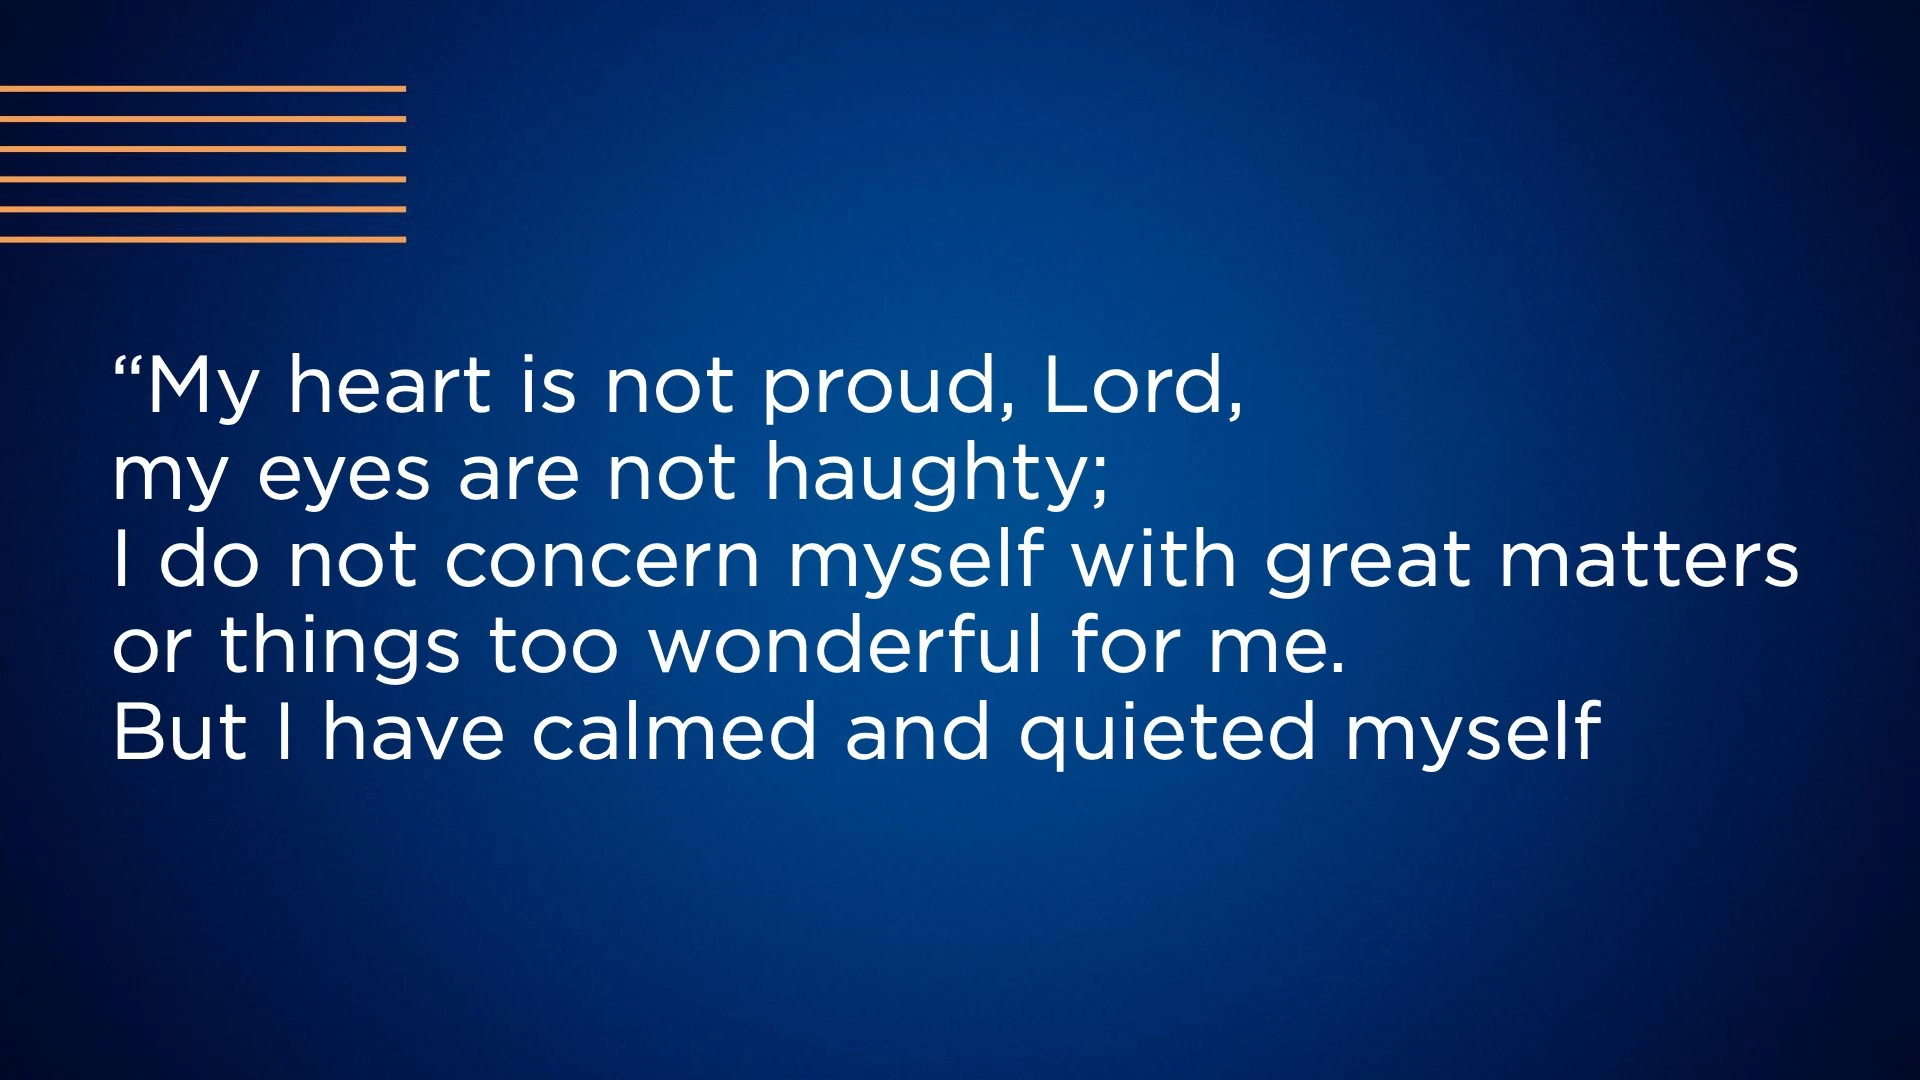 “My heart is not proud, Lord,
my eyes are not haughty;
I do not concern myself with great matters
or things too wonderful for me.
But I have calmed and quieted myself